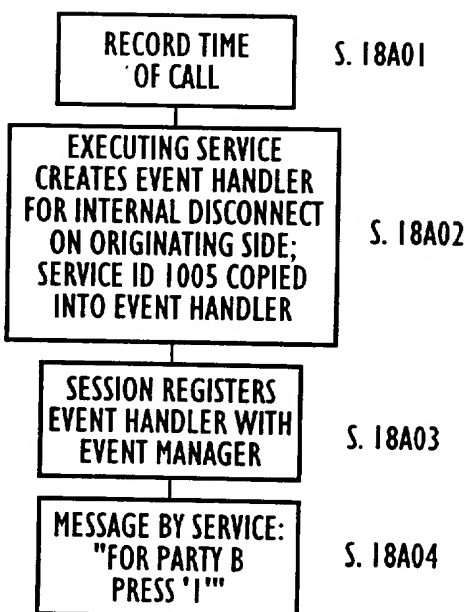 RECORD TIME
OF CALL
S. 18A01
EXECUTING SERVICE
CREATES EVENT HANDLER
FOR INTERNAL DISCONNECT
ON ORIGINATING SIDE;
SERVICE ID 1005 COPIED
INTO EVENT HANDLER
S. 18A02
SESSION REGISTERS
EVENT HANDLER WITH
EVENT MANAGER
S. 18A03
MESSAGE BY SERVICE:
"FOR PARTY B
PRESS '1'"
S. 18A04